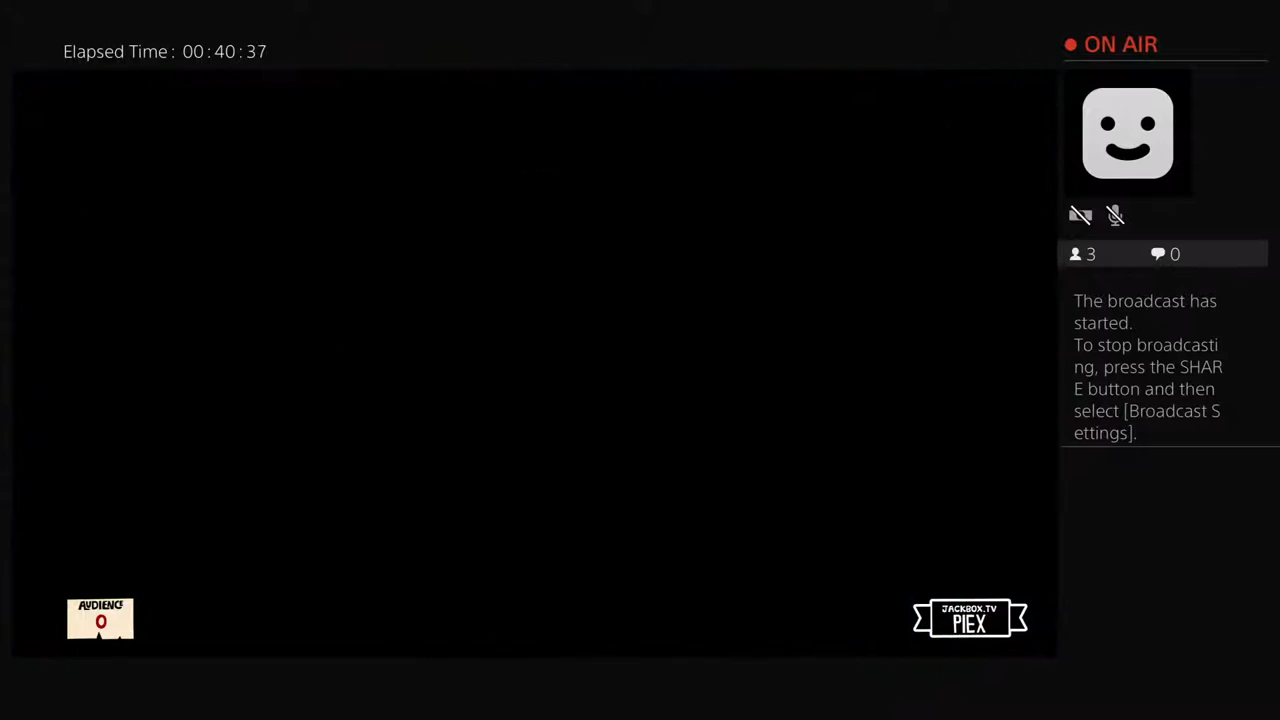 Elapsed Time: 00:40:37
ON AIR
3 0
The broadcast has
started.
To stop broadcasti
ng, press the SHAR
E button and then
select [Broadcast S
ettings].
AUDIENCE
0
JACKBOX.TV
PIEX